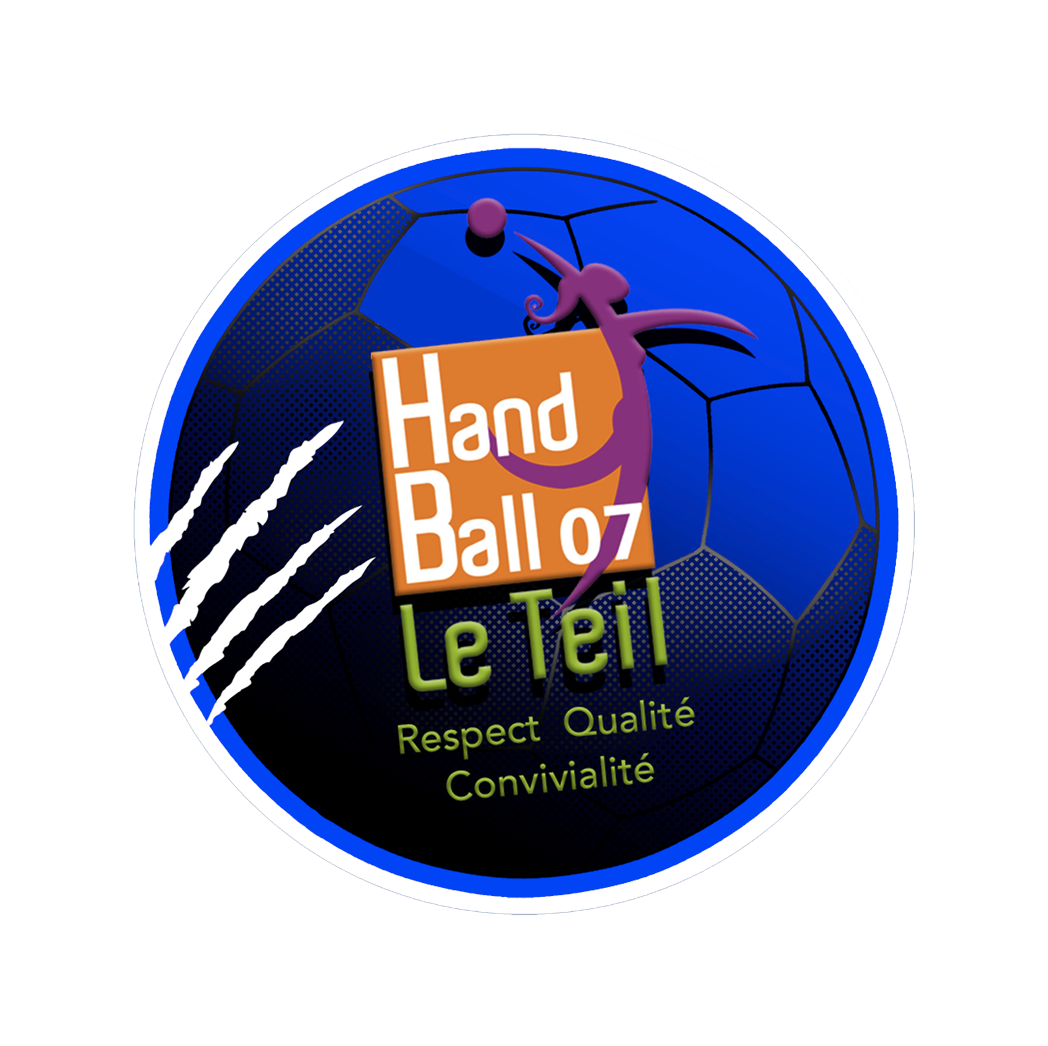 Hand
Ball 07
Le Teil
Respect Qualité
Convivialité